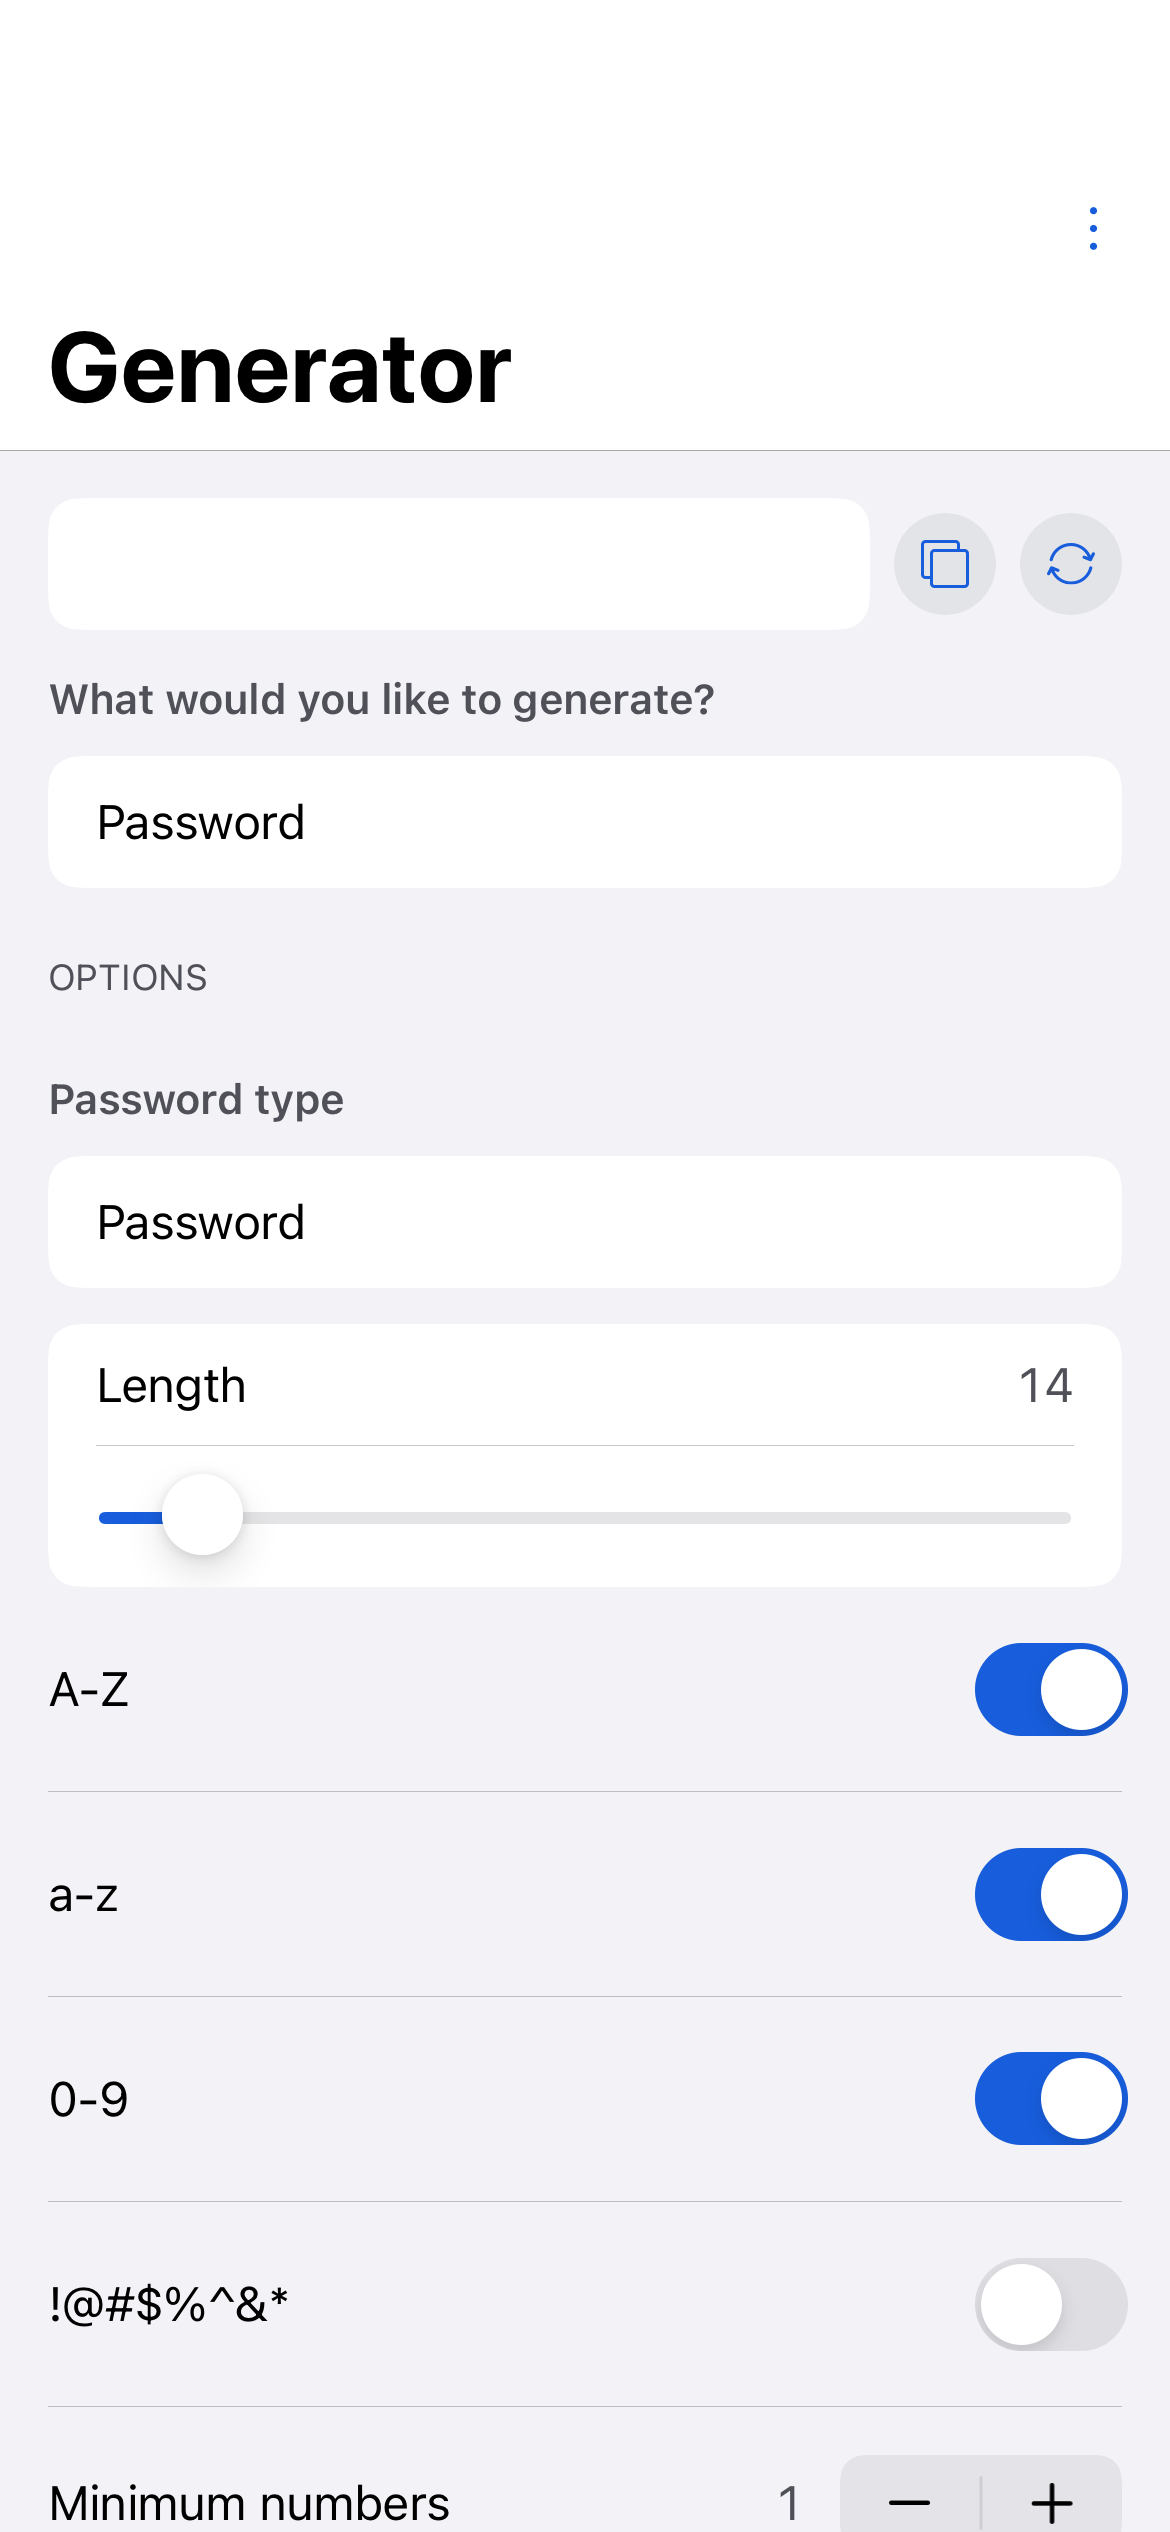 Generator
What would you like to generate?
Password
OPTIONS
Password type
Password
Length 14
A-Z
a-z
0-9
!@#$%^&*
Minimum numbers 1